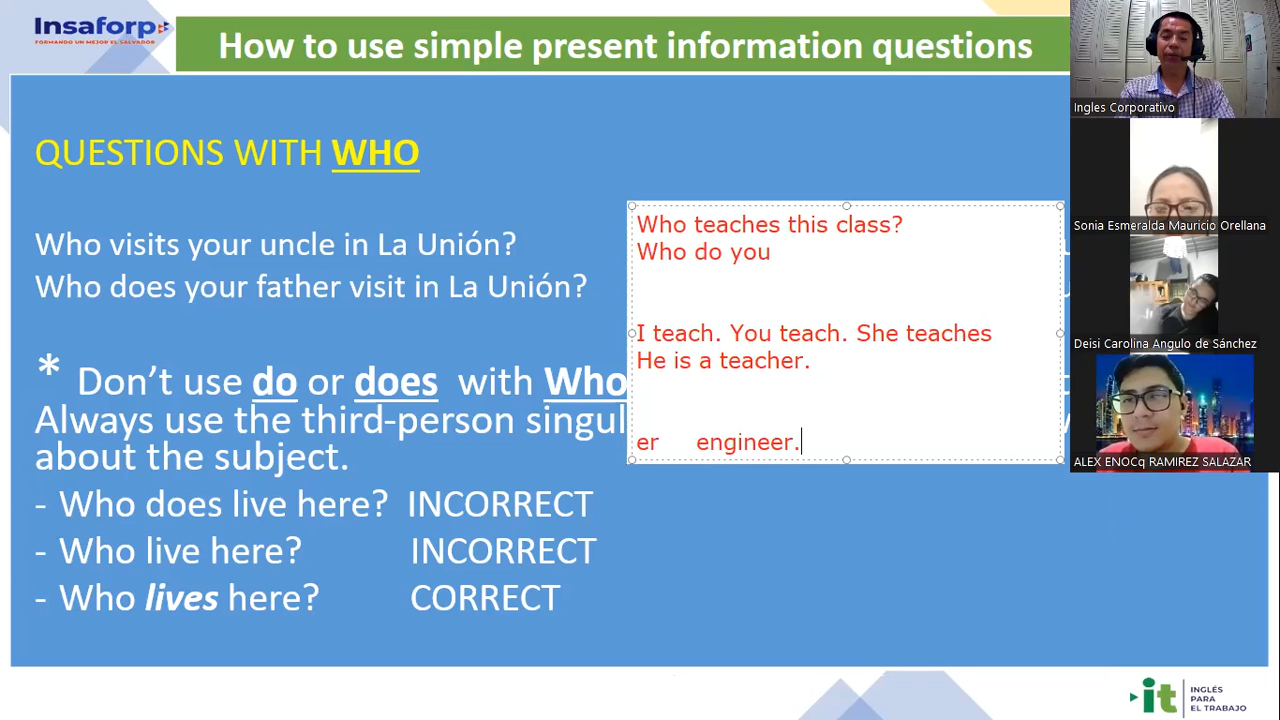 Insaforp
FORMANDO UN MEJOR EL SALVADOR
How to use simple present information questions
QUESTIONS WITH WHO
Who visits your uncle in La Unión?
Who does your father visit in La Unión?
* Don't use do or does with Who
Always use the third-person singul
about the subject.
- Who does live here? INCORRECT
- Who live here? INCORRECT
- Who lives here? CORRECT
Who teaches this class?
Who do you
I teach. You teach. She teaches
He is a teacher.
er engineer.
Ingles Corporativo
Sonia Esmeralda Mauricio Orellana
Deisi Carolina Angulo de Sánchez
ALEX ENOCq RAMIREZ SALAZAR
it
INGLÉS
PARA
EL TRABAJO